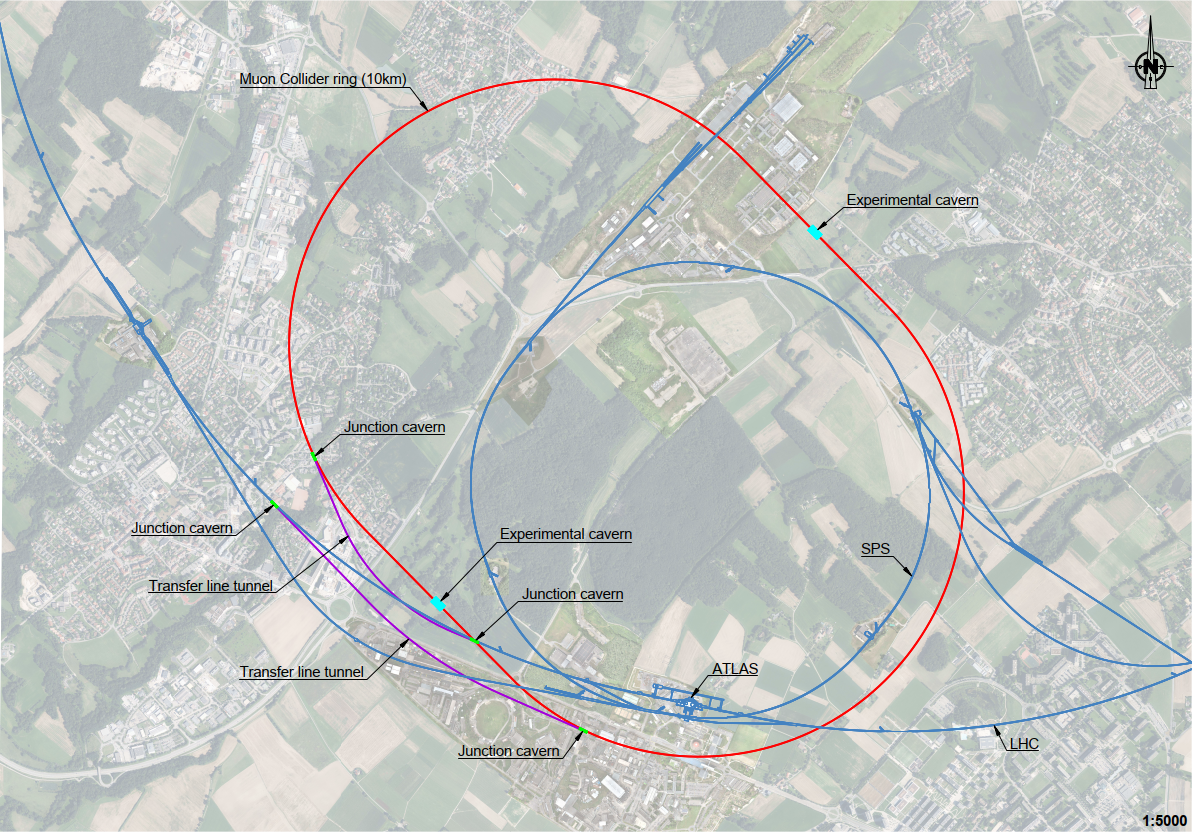 Muon Collider ring (10km)
N
Experimental cavern
Junction cavern
Junction cavern
Experimental cavern
SPS
Transfer line tunnel
Junction cavern
Transfer line tunnel
ATLAS
Junction cavern
LHC
1:5000